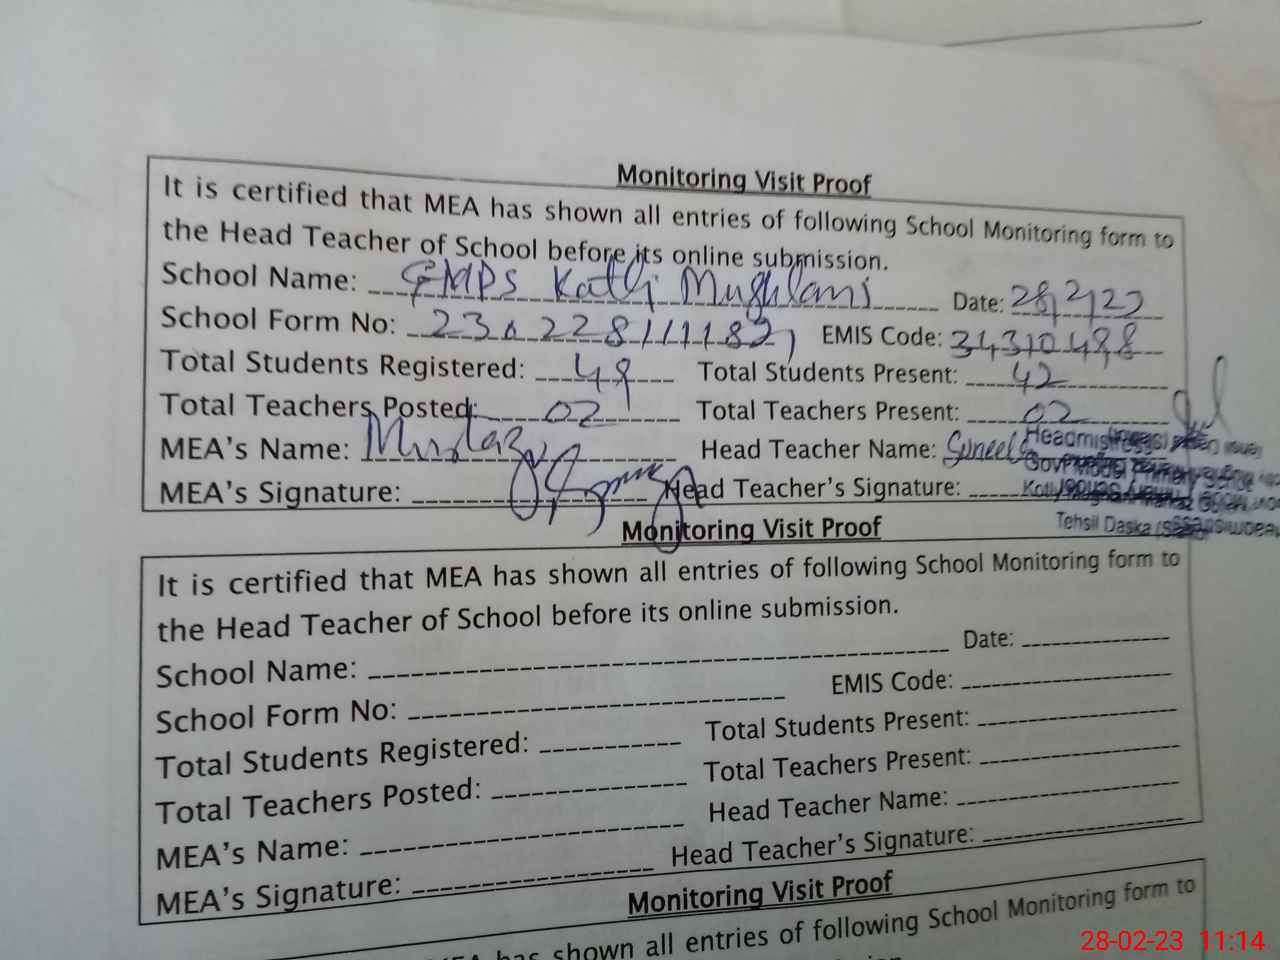 Monitoring Visit Proof
It is certified that MEA has shown all entries of following School Monitoring form to
the Head Teacher of School before its online submission.
School Name: GMPS Kotli Mughlani Date: 28/2/23
School Form No: EMIS Code: 34310498
Total Students Registered: 49 Total Students Present: 42
Total Teachers Posted: 02 Total Teachers Present: 02
MEA's Name: Head Teacher Name:
MEA's Signature: Head Teacher's Signature:
Tehsil Daska
Monitoring Visit Proof
It is certified that MEA has shown all entries of following School Monitoring form to
the Head Teacher of School before its online submission.
School Name: Date:
School Form No: EMIS Code:
Total Students Registered: Total Students Present:
Total Teachers Posted: Total Teachers Present:
MEA's Name: Head Teacher Name:
MEA's Signature: Head Teacher's Signature:
Monitoring Visit Proof
has shown all entries of following School Monitoring form to
28-02-23 11:14